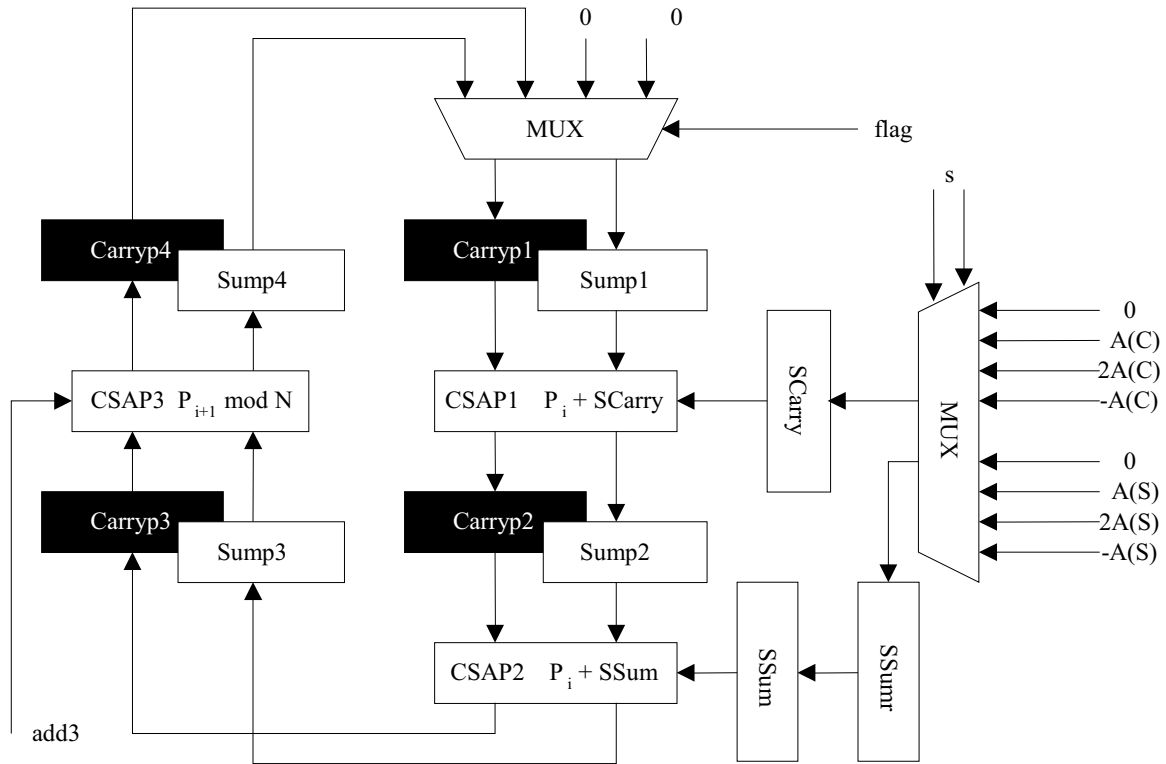 0 0
MUX
flag
s
Carryp4
Carryp1
Sump4
Sump1
0
A(C)
2A(C)
-A(C)
SCarry
MUX
CSAP3 P i+1 mod N
CSAP1 P i + SCarry
0
A(S)
2A(S)
-A(S)
Carryp3
Carryp2
Sump3
Sump2
CSAP2 P i + SSum
SSum
SSumr
add3